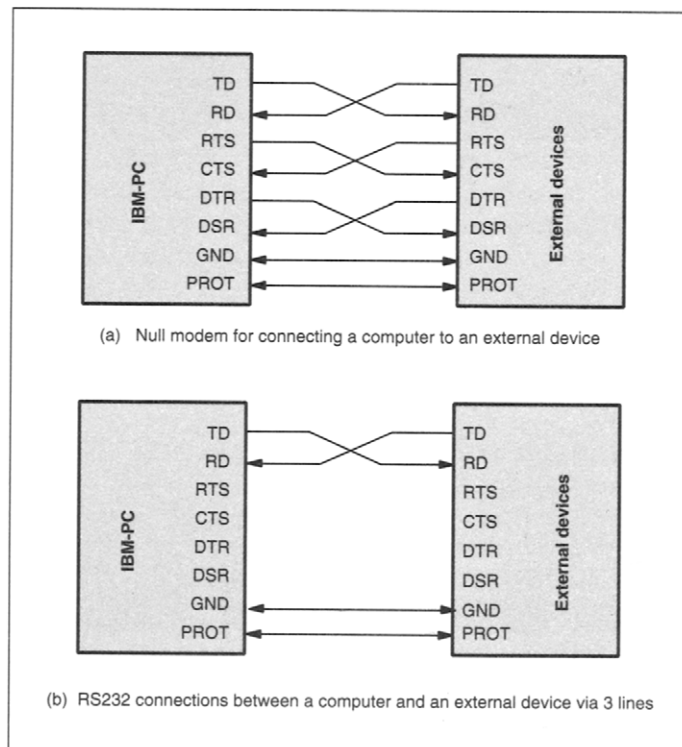 IBM-PC
TD
RD
RTS
CTS
DTR
DSR
GND
PROT
TD
RD
RTS
CTS
DTR
DSR
GND
PROT
External devices
(a) Null modem for connecting a computer to an external device
IBM-PC
TD
RD
RTS
CTS
DTR
DSR
GND
PROT
TD
RD
RTS
CTS
DTR
DSR
GND
PROT
External devices
(b) RS232 connections between a computer and an external device via 3 lines